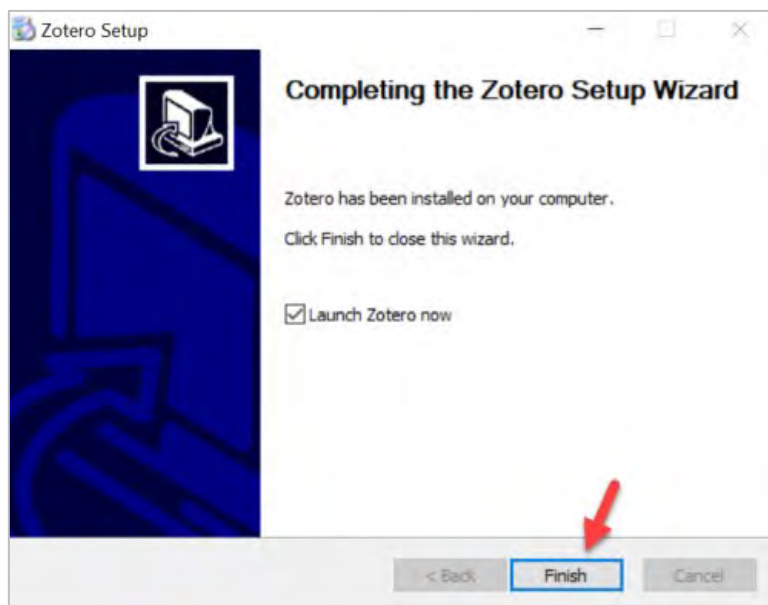 Zotero Setup
Completing the Zotero Setup Wizard
Zotero has been installed on your computer.
Click Finish to close this wizard.
Launch Zotero now
< Back Finish Cancel